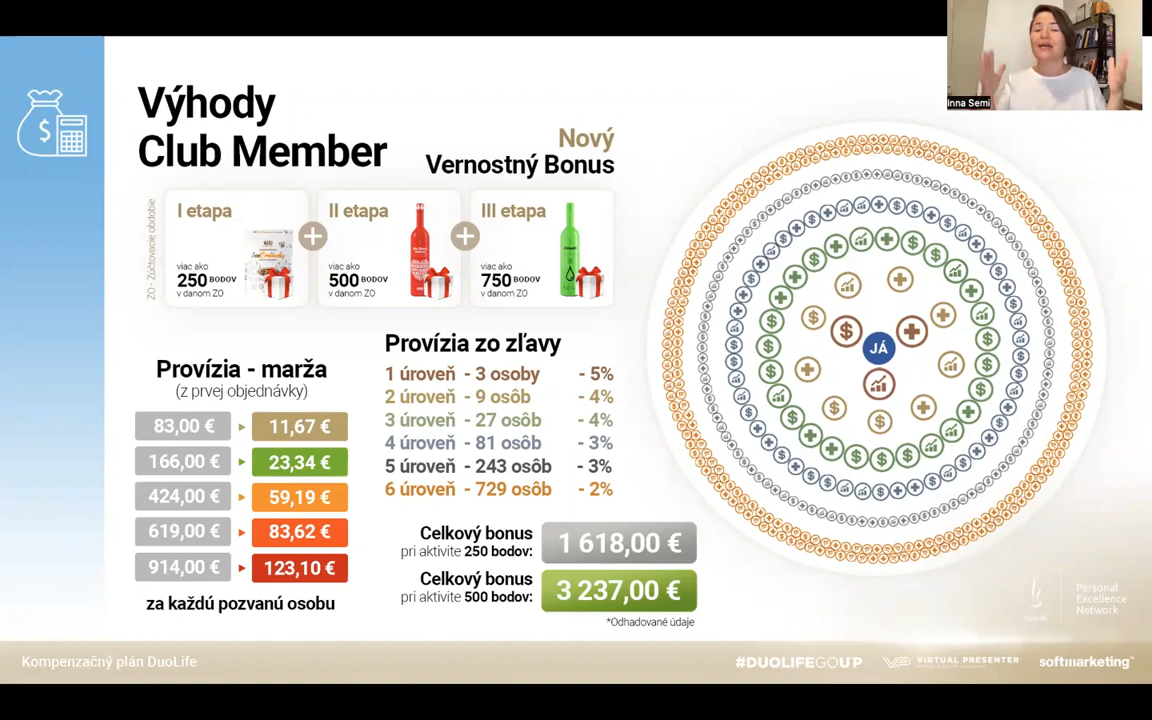 Inna Semi
Výhody
Club Member
Nový
Vernostný Bonus
ZO - Zúčtovacie obdobie
I etapa
viac ako
250 BODOV
v danom ZO
+
II etapa
viac ako
500 BODOV
v danom ZO
+
III etapa
viac ako
750 BODOV
v danom ZO
Provízia - marža
(z prvej objednávky)
83,00 € 11,67 €
166,00 € 23,34 €
424,00 € 59,19 €
619,00 € 83,62 €
914,00 € 123,10 €
za každú pozvanú osobu
Provízia zo zľavy
1 úroveň - 3 osoby - 5%
2 úroveň - 9 osôb - 4%
3 úroveň - 27 osôb - 4%
4 úroveň - 81 osôb - 3%
5 úroveň - 243 osôb - 3%
6 úroveň - 729 osôb - 2%
Celkový bonus
pri aktivite 250 bodov:
1 618,00 €
Celkový bonus
pri aktivite 500 bodov:
3 237,00 €
*Odhadované údaje
JÁ
Personal
Excellence
Network
Kompenzačný plán DuoLife
#DUOLIFEGOUP
VP VIRTUAL PRESENTER
softmarketing